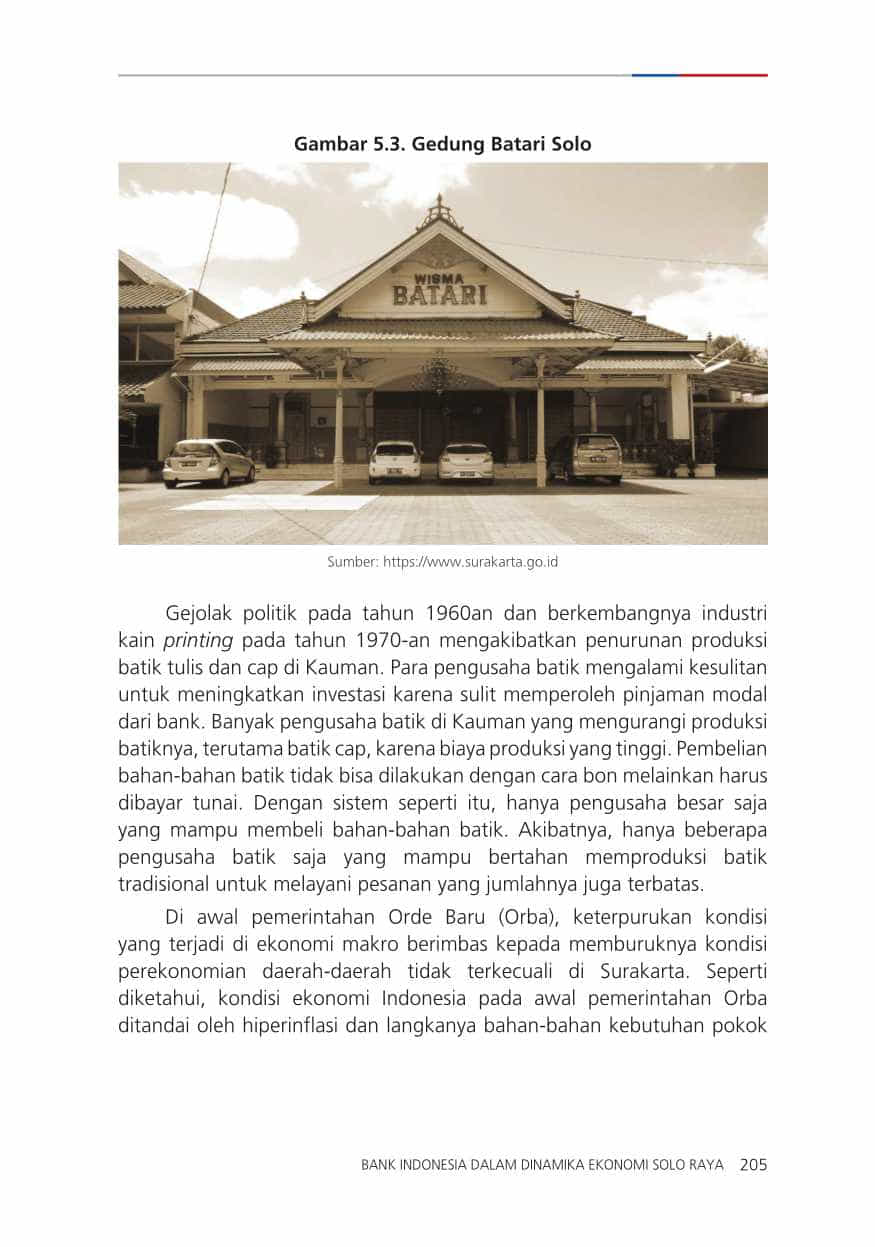 Gambar 5.3. Gedung Batari Solo
WISMA
BATARI
Sumber: https://www.surakarta.go.id
Gejolak politik pada tahun 1960an dan berkembangnya industri
kain printing pada tahun 1970-an mengakibatkan penurunan produksi
batik tulis dan cap di Kauman. Para pengusaha batik mengalami kesulitan
untuk meningkatkan investasi karena sulit memperoleh pinjaman modal
dari bank. Banyak pengusaha batik di Kauman yang mengurangi produksi
batiknya, terutama batik cap, karena biaya produksi yang tinggi. Pembelian
bahan-bahan batik tidak bisa dilakukan dengan cara bon melainkan harus
dibayar tunai. Dengan sistem seperti itu, hanya pengusaha besar saja
yang mampu membeli bahan-bahan batik. Akibatnya, hanya beberapa
pengusaha batik saja yang mampu bertahan memproduksi batik
tradisional untuk melayani pesanan yang jumlahnya juga terbatas.
Di awal pemerintahan Orde Baru (Orba), keterpurukan kondisi
yang terjadi di ekonomi makro berimbas kepada memburuknya kondisi
perekonomian daerah-daerah tidak terkecuali di Surakarta. Seperti
diketahui, kondisi ekonomi Indonesia pada awal pemerintahan Orba
ditandai oleh hiperinflasi dan langkanya bahan-bahan kebutuhan pokok
BANK INDONESIA DALAM DINAMIKA EKONOMI SOLO RAYA 205